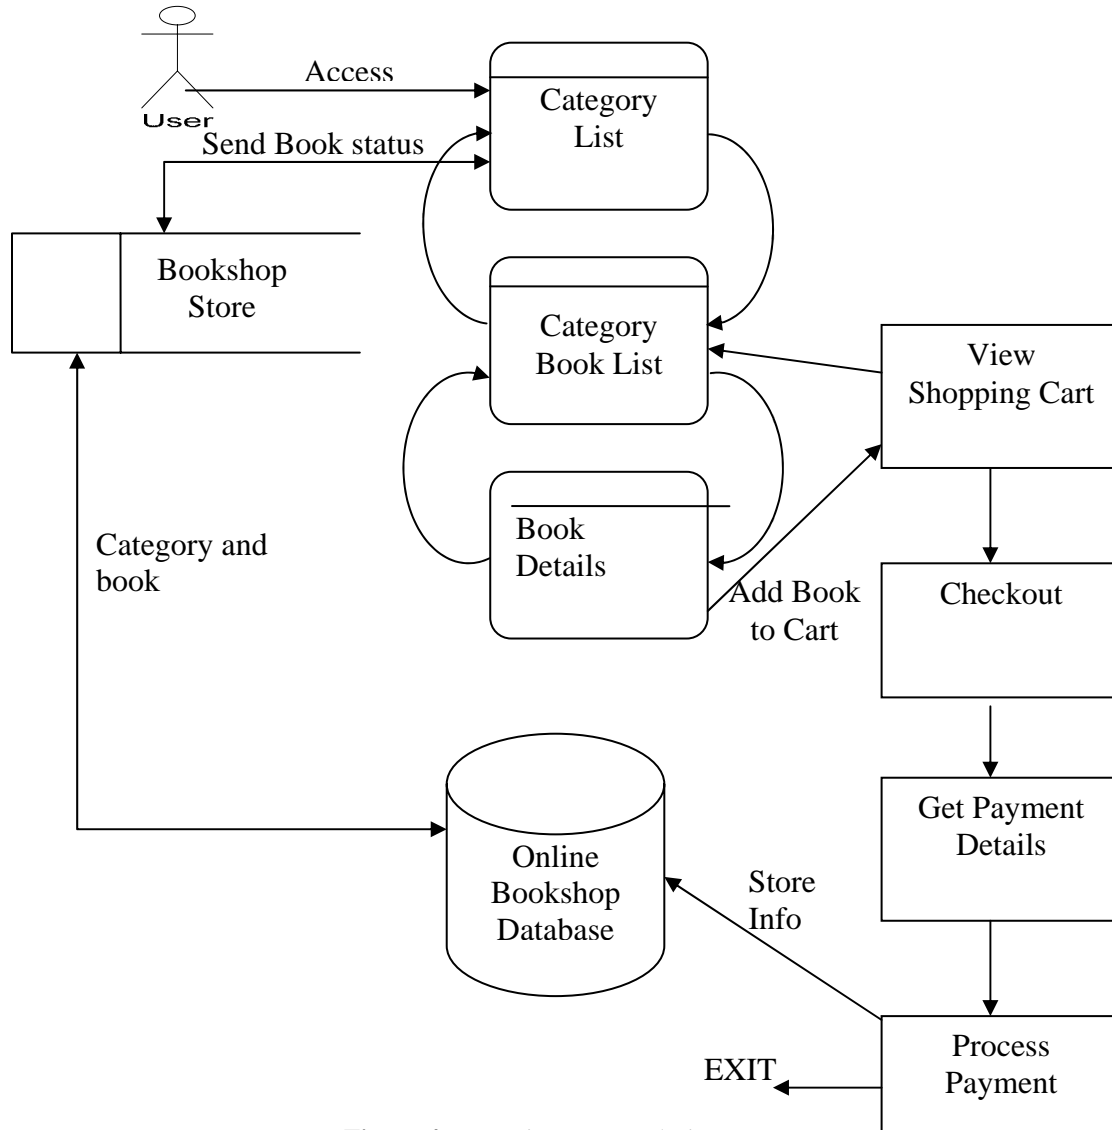 Access
User
Send Book status
Category
List
Bookshop
Store
Category
Book List
View
Shopping Cart
Book
Details
Category and
book
Add Book
to Cart
Checkout
Get Payment
Details
Online
Bookshop
Database
Store
Info
Process
Payment
EXIT